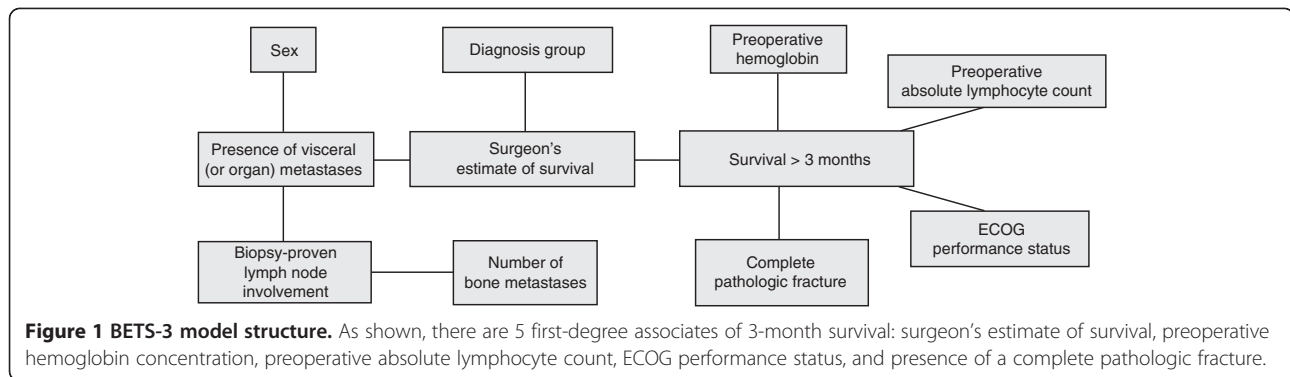 Sex
Diagnosis group
Preoperative
hemoglobin
Preoperative
absolute lymphocyte count
Presence of visceral
(or organ) metastases
Surgeon's
estimate of survival
Survival > 3 months
ECOG
performance status
Biopsy-proven
lymph node
involvement
Number of
bone metastases
Complete
pathologic fracture
Figure 1 BETS-3 model structure. As shown, there are 5 first-degree associates of 3-month survival: surgeon's estimate of survival, preoperative
hemoglobin concentration, preoperative absolute lymphocyte count, ECOG performance status, and presence of a complete pathologic fracture.